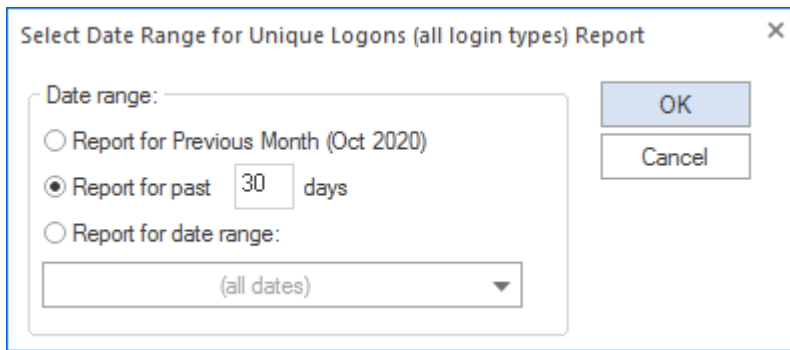 Select Date Range for Unique Logons (all login types) Report
Date range:
OK
Report for Previous Month (Oct 2020)
Cancel
Report for past 30 days
Report for date range:
(all dates)